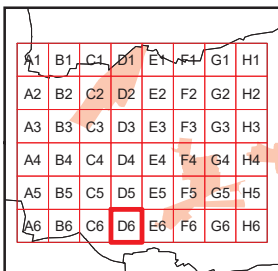 A1 B1 C1 D1 E1 F1 G1 H1
A2 B2 C2 D2 E2 F2 G2 H2
A3 B3 C3 D3 E3 F3 G3 H3
A4 B4 C4 D4 E4 F4 G4 H4
A5 B5 C5 D5 E5 F5 G5 H5
A6 B6 C6 D6 E6 F6 G6 H6